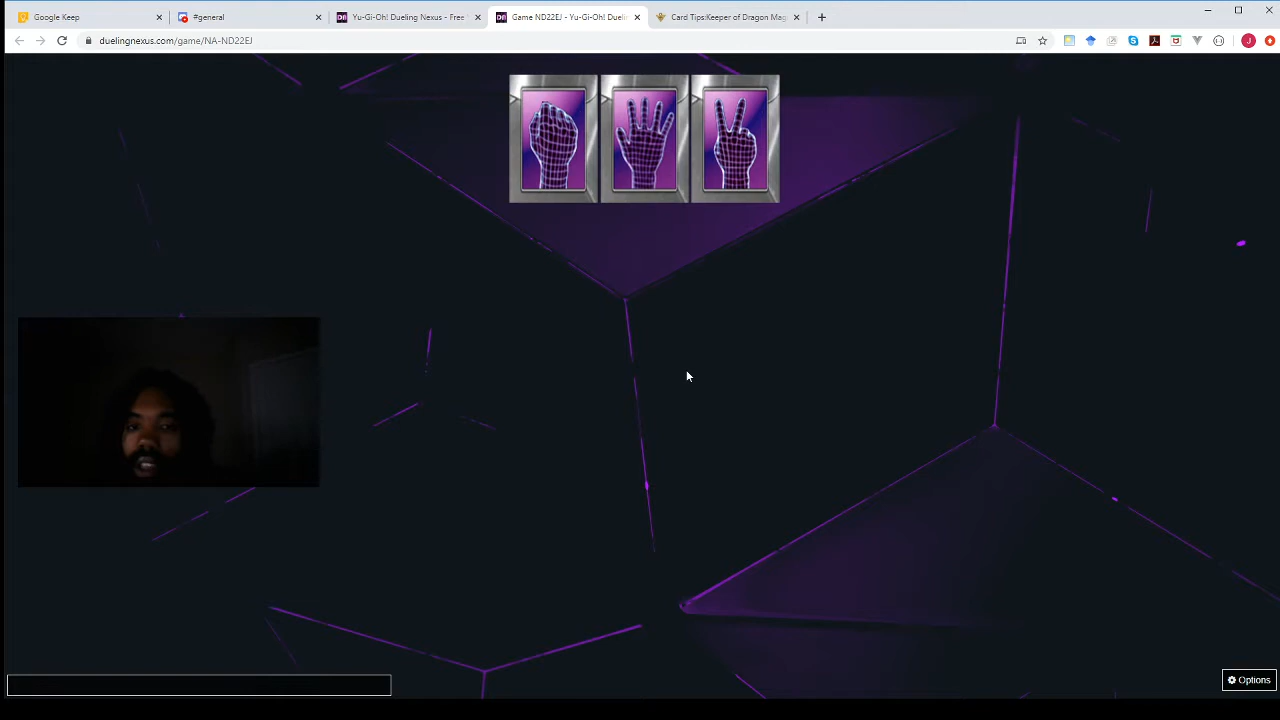 Google Keep
#general
Yu-Gi-Oh! Dueling Nexus - Free
Game ND22EJ - Yu-Gi-Oh! Dueli
Card Tips:Keeper of Dragon Mag
duelingnexus.com/game/NA-ND22EJ
Options